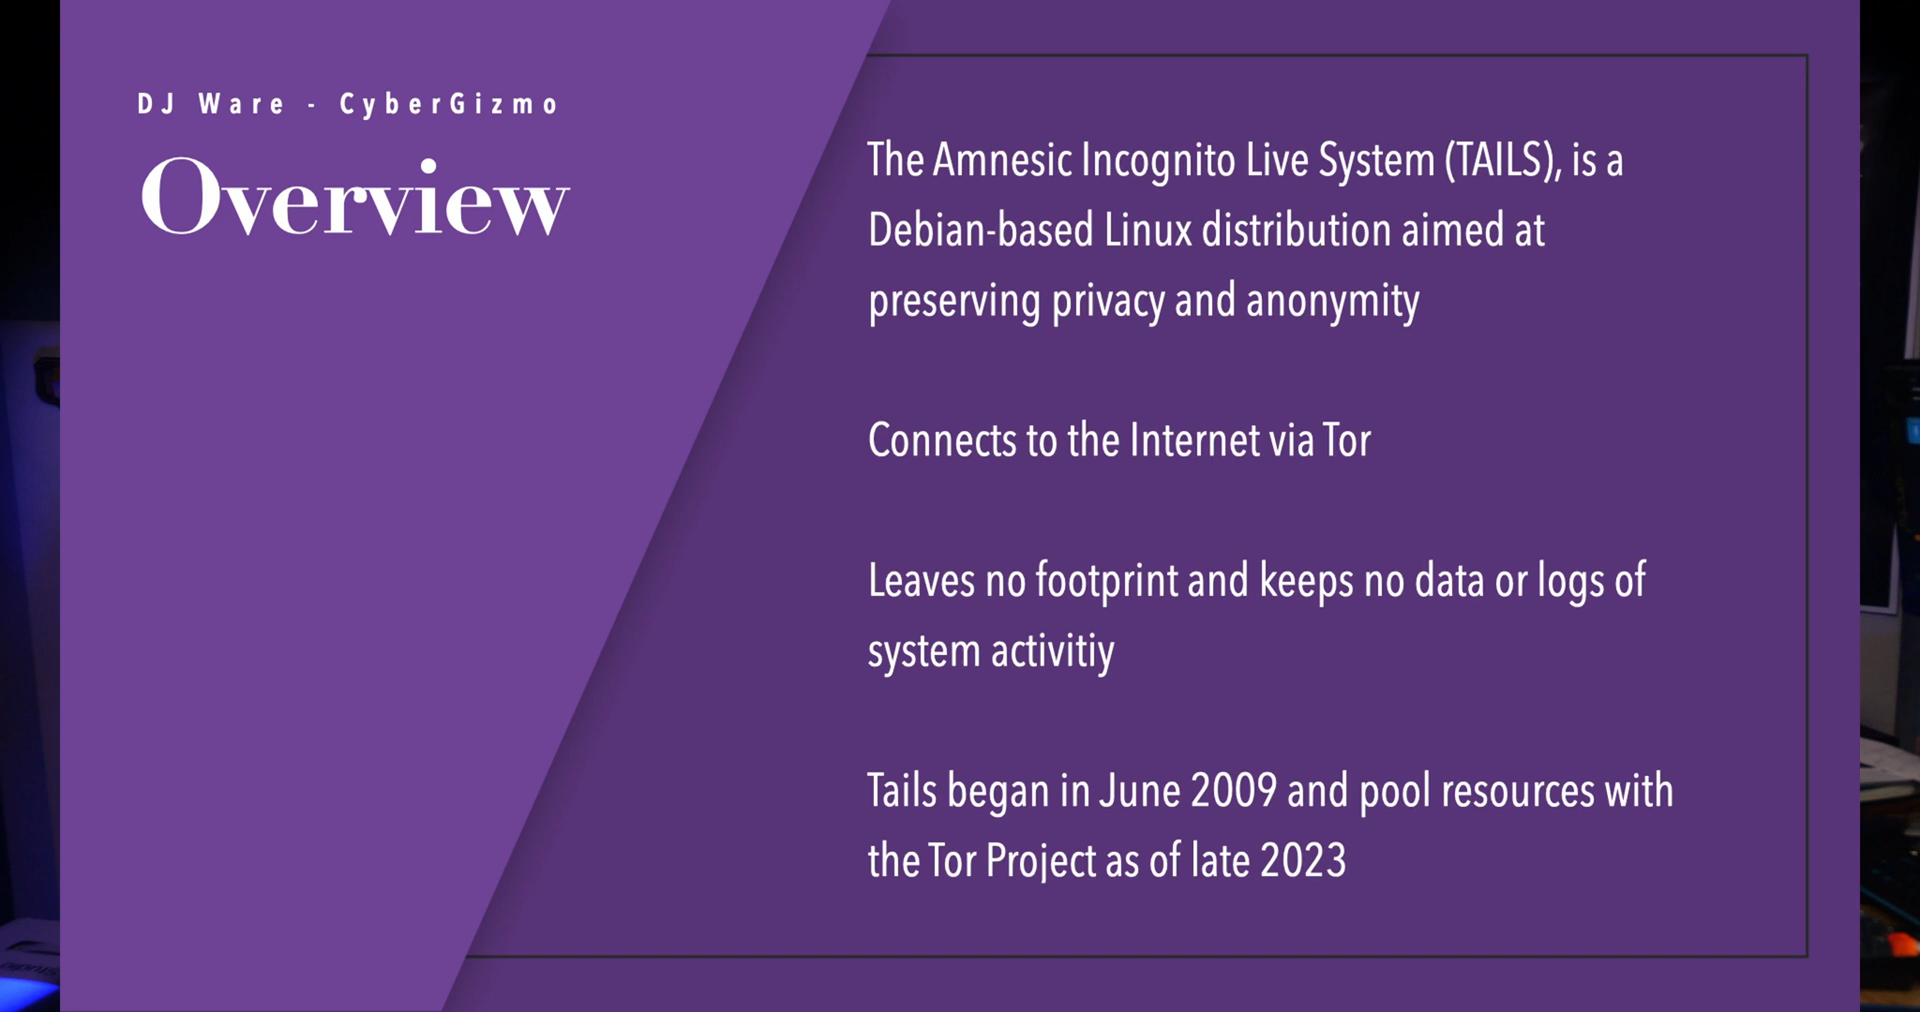 DJ Ware - CyberGizmo
Overview
The Amnesic Incognito Live System (TAILS), is a
Debian-based Linux distribution aimed at
preserving privacy and anonymity
Connects to the Internet via Tor
Leaves no footprint and keeps no data or logs of
system activitiy
Tails began in June 2009 and pool resources with
the Tor Project as of late 2023